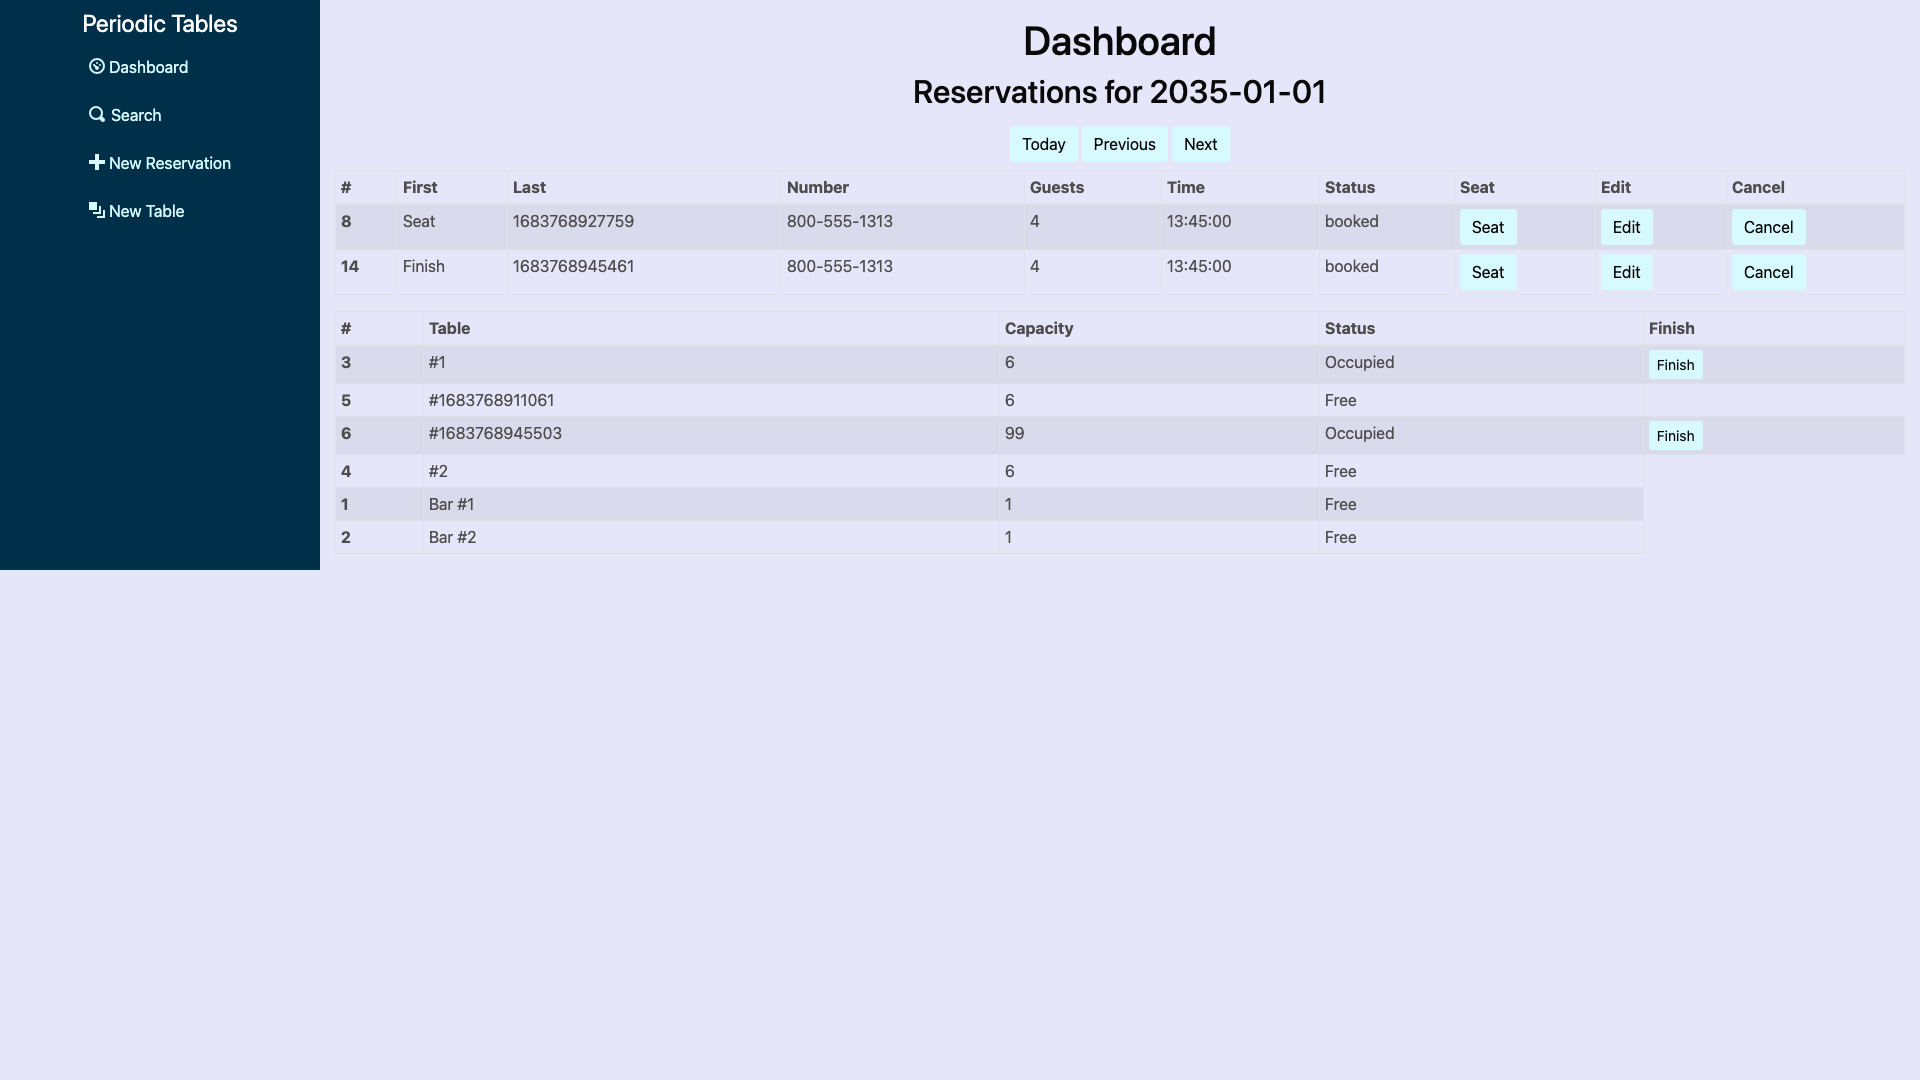 Periodic Tables
Dashboard
Search
New Reservation
New Table
Dashboard
Reservations for 2035-01-01
Today Previous Next
# First Last Number Guests Time Status Seat Edit Cancel
8 Seat 1683768927759 800-555-1313 4 13:45:00 booked Seat Edit Cancel
14 Finish 1683768945461 800-555-1313 4 13:45:00 booked Seat Edit Cancel
# Table Capacity Status Finish
3 #1 6 Occupied Finish
5 #1683768911061 6 Free
6 #1683768945503 99 Occupied Finish
4 #2 6 Free
1 Bar #1 1 Free
2 Bar #2 1 Free